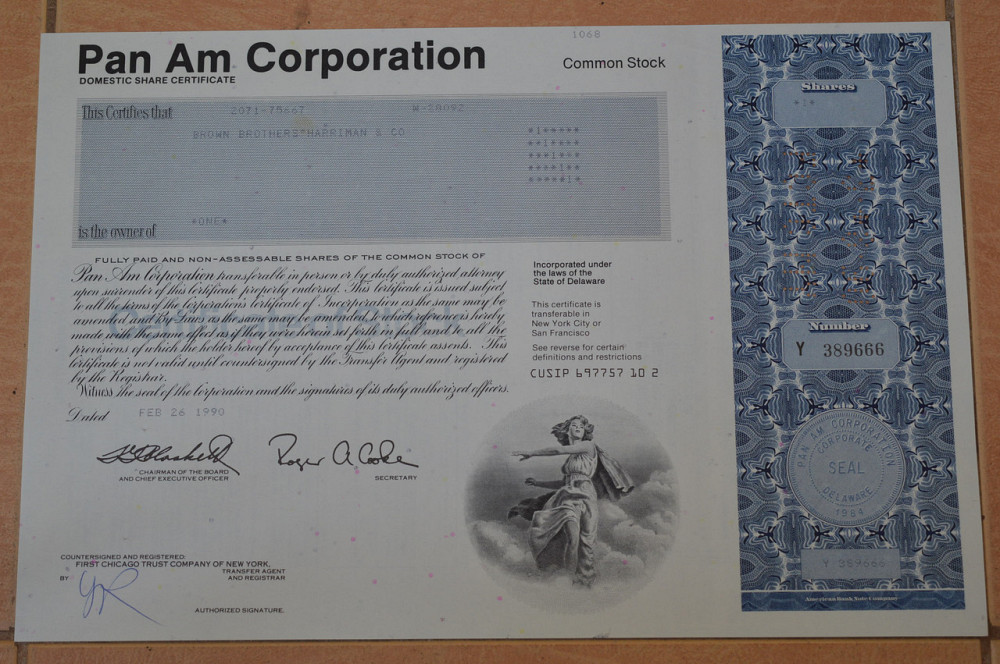 1068
Pan Am Corporation
DOMESTIC SHARE CERTIFICATE
Common Stock
This Certifies that
2071-75667
BROWN BROTHERS HARRIMAN & CO
*1*****
**1****
***1***
****1**
*****1*
*ONE*
is the owner of
FULLY PAID AND NON-ASSESSABLE SHARES OF THE COMMON STOCK OF
Pan Am Corporation transferable in person or by duly authorized attorney
upon surrender of this certificate properly endorsed. This certificate is issued subject
to all the terms of the Corporation's Certificate of Incorporation as the same may be
amended and By-Laws as the same may be amended, to which reference is hereby
made with the same effect as if they were herein set forth in full and to all the
provisions of which the holder hereof by acceptance of this certificate assents. This
certificate is not valid until countersigned by the Transfer Agent and registered
by the Registrar.
Witness the seal of the Corporation and the signatures of its duly authorized officers.
Dated FEB 26 1990
CHAIRMAN OF THE BOARD
AND CHIEF EXECUTIVE OFFICER
Roger A. Cooke
SECRETARY
COUNTERSIGNED AND REGISTERED:
FIRST CHICAGO TRUST COMPANY OF NEW YORK,
TRANSFER AGENT
AND REGISTRAR
BY
AUTHORIZED SIGNATURE.
Incorporated under
the laws of the
State of Delaware
This certificate is
transferable in
New York City or
San Francisco
See reverse for certain
definitions and restrictions
CUSIP 697757 10 2
Shares
*1*
Number
Y 389666
PAN AM CORPORATION
CORPORATE
SEAL
DELAWARE
1984
Y 389666
American Bank Note Company